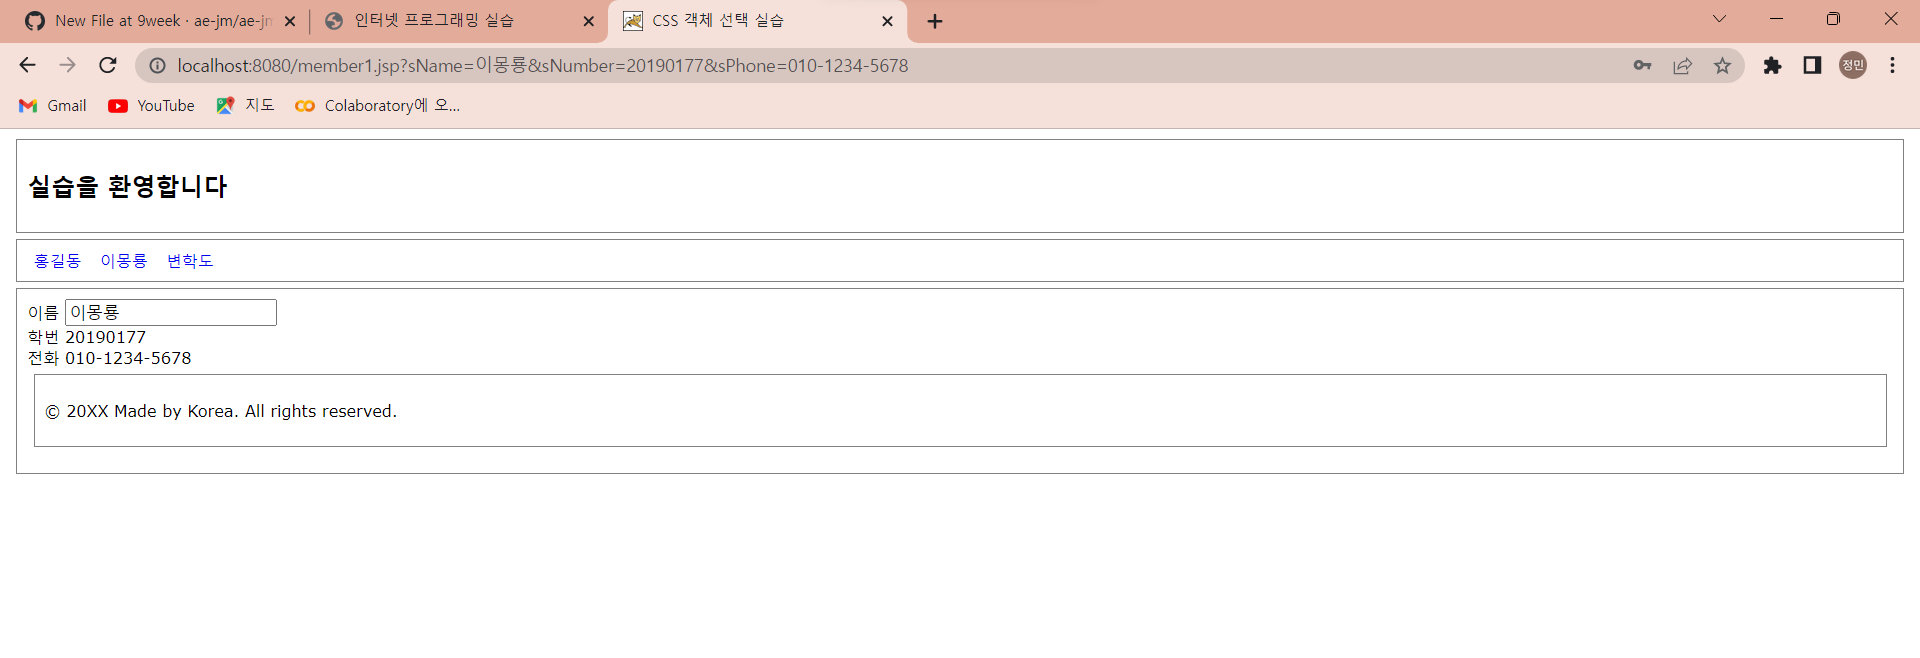 New File at 9week · ae-jm/ae-jm
인터넷 프로그래밍 실습
CSS 객체 선택 실습
localhost:8080/member1.jsp?sName=이몽룡&sNumber=20190177&sPhone=010-1234-5678
정민
Gmail
YouTube
지도
Colaboratory에 오...
실습을 환영합니다
홍길동 이몽룡 변학도
이름 이몽룡
학번 20190177
전화 010-1234-5678
© 20XX Made by Korea. All rights reserved.